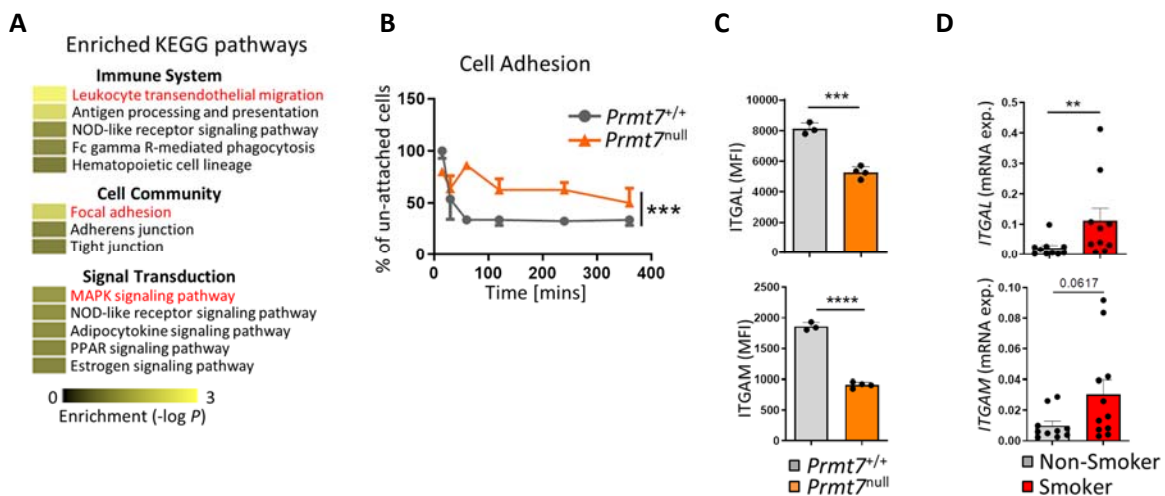 A
Enriched KEGG pathways
Immune System
Leukocyte transendothelial migration
Antigen processing and presentation
NOD-like receptor signaling pathway
Fc gamma R-mediated phagocytosis
Hematopoietic cell lineage
Cell Community
Focal adhesion
Adherens junction
Tight junction
Signal Transduction
MAPK signaling pathway
NOD-like receptor signaling pathway
Adipocytokine signaling pathway
PPAR signaling pathway
Estrogen signaling pathway
0 3
Enrichment (-log P)
B
Cell Adhesion
% of un-attached cells
150
100
50
0
0 100 200 300 400
Time [mins]
Prmt7+/+
Prmt7null
***
C
ITGAL (MFI)
10000
8000
6000
4000
2000
0
***
ITGAM (MFI)
2500
2000
1500
1000
500
0
****
Prmt7+/+
Prmt7null
D
ITGAL (mRNA exp.)
0.5
0.4
0.3
0.2
0.1
0.0
**
ITGAM (mRNA exp.)
0.10
0.08
0.06
0.04
0.02
0.00
0.0617
Non-Smoker
Smoker